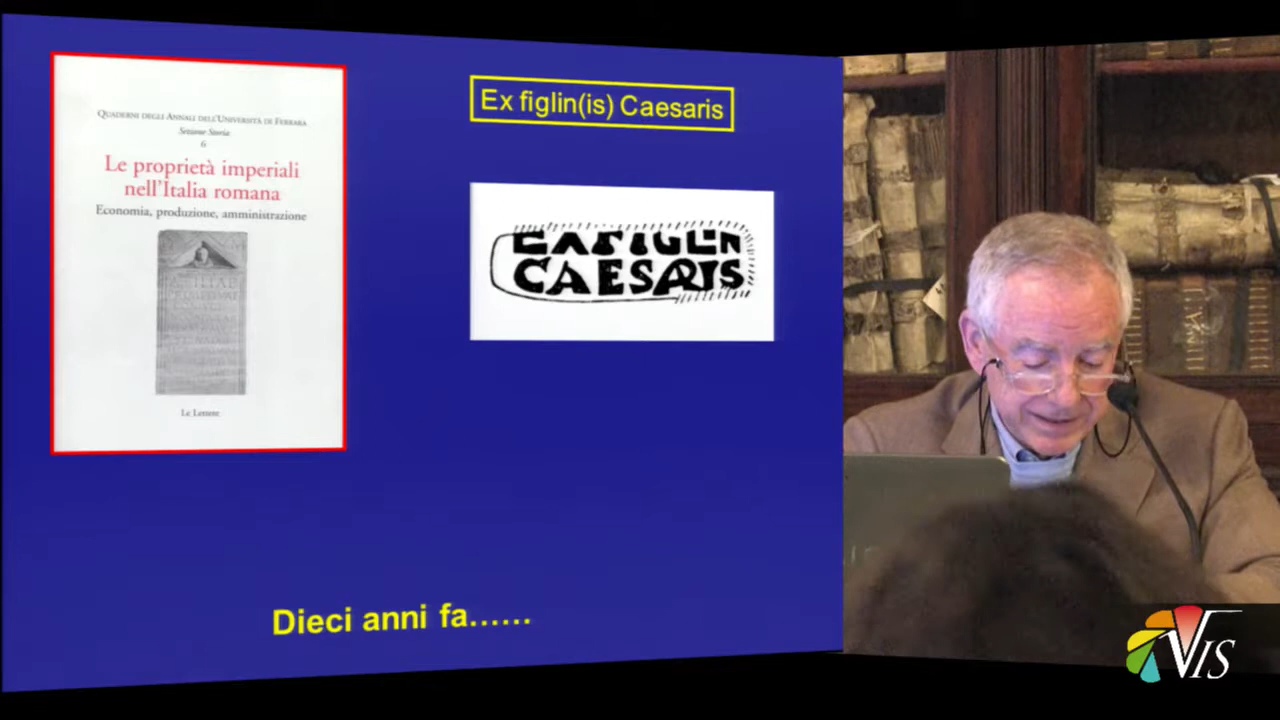 QUADERNI DEGLI ANNALI DELL'UNIVERSITÀ DI FERRARA
Sezione Storia
6
Le proprietà imperiali
nell'Italia romana
Economia, produzione, amministrazione
Le Lettere
Ex figlin(is) Caesaris
EX FIGLIN
CAESARIS
Dieci anni fa......
VIS